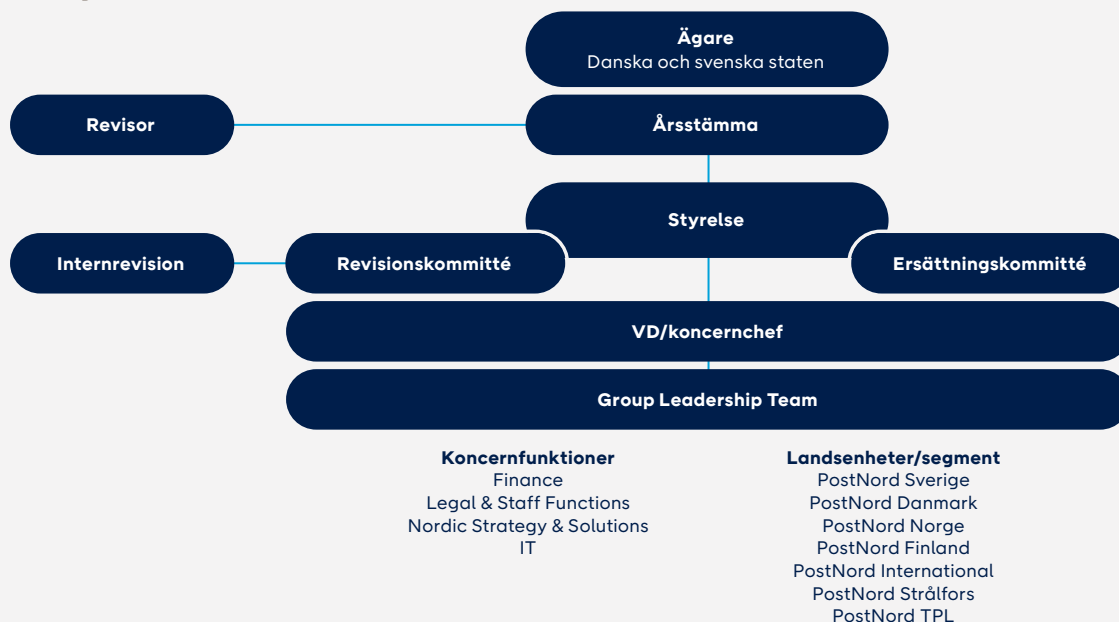 Ägare
Danska och svenska staten
Revisor
Årsstämma
Styrelse
Internrevision
Revisionskommitté
Ersättningskommitté
VD/koncernchef
Group Leadership Team
Koncernfunktioner
Finance
Legal & Staff Functions
Nordic Strategy & Solutions
IT
Landsenheter/segment
PostNord Sverige
PostNord Danmark
PostNord Norge
PostNord Finland
PostNord International
PostNord Strålfors
PostNord TPL